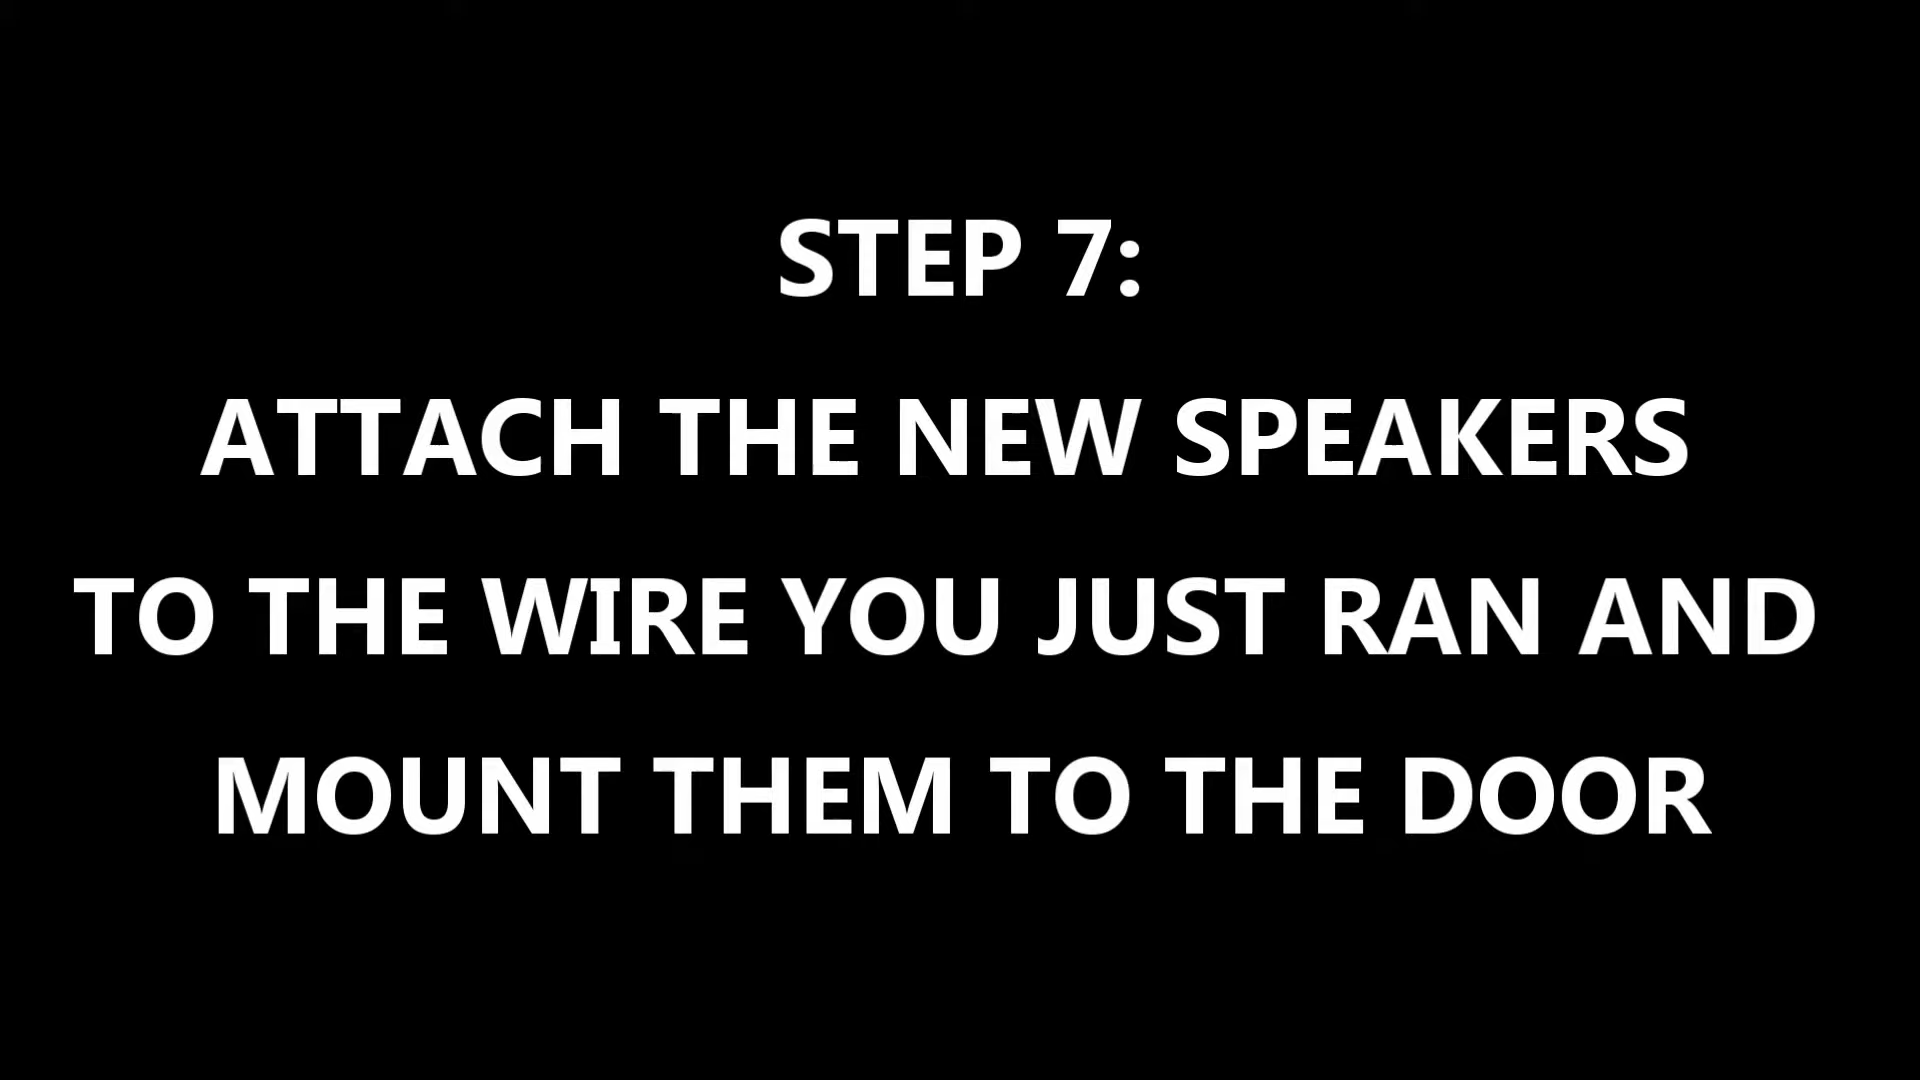 STEP 7:
ATTACH THE NEW SPEAKERS
TO THE WIRE YOU JUST RAN AND
MOUNT THEM TO THE DOOR